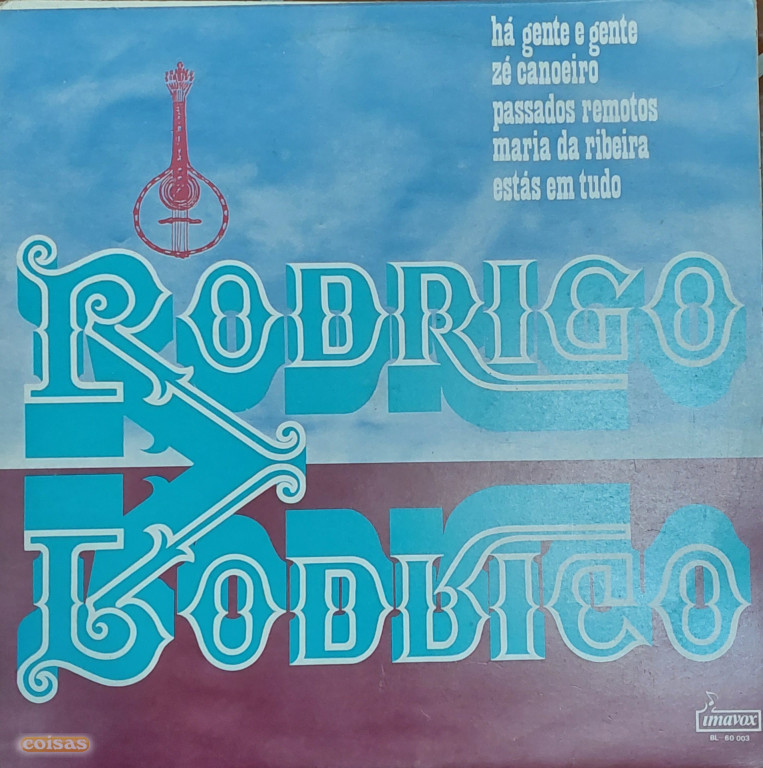 há gente e gente
zé canoeiro
passados remotos
maria da ribeira
estás em tudo
RODRIGO
RODRIGO
imavox
BL-60 003
coisas